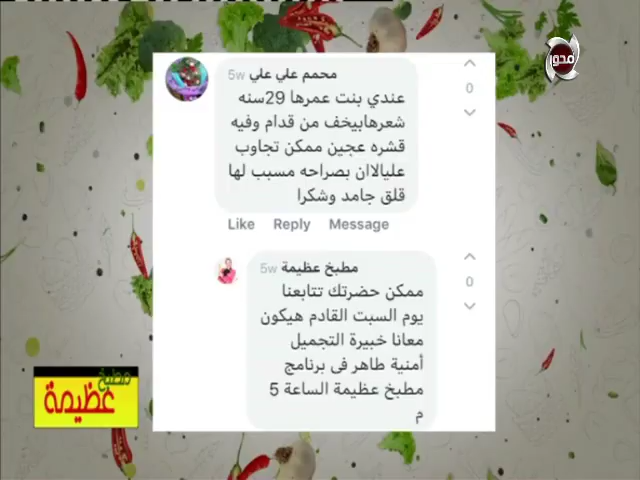 محور
محمم علي علي 5w
عندي بنت عمرها 29سنه
شعرهابيخف من قدام وفيه
قشره عجين ممكن تجاوب
عليالاان بصراحه مسبب لها
قلق جامد وشكرا
0
Like Reply Message
مطبخ عظيمة 5w
ممكن حضرتك تتابعنا
يوم السبت القادم هيكون
معانا خبيرة التجميل
أمنية طاهر فى برنامج
مطبخ عظيمة الساعة 5
م
0
مطبخ
عظيمة